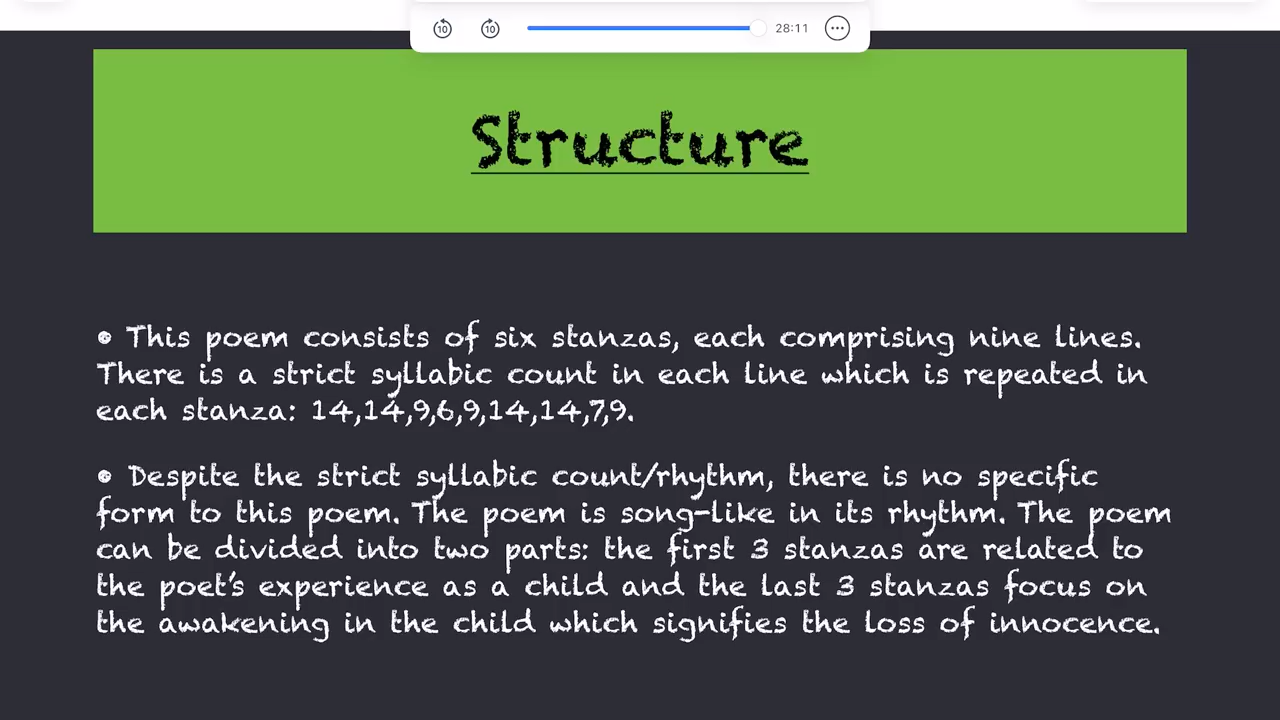 10
10
28:11
Structure
• This poem consists of six stanzas, each comprising nine lines.
There is a strict syllabic count in each line which is repeated in
each stanza: 14,14,9,6,9,14,14,7,9.
• Despite the strict syllabic count/rhythm, there is no specific
form to this poem. The poem is song-like in its rhythm. The poem
can be divided into two parts: the first 3 stanzas are related to
the poet's experience as a child and the last 3 stanzas focus on
the awakening in the child which signifies the loss of innocence.